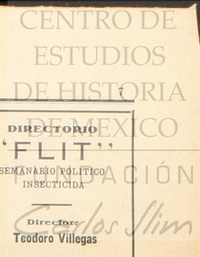 CENTRO DE
ESTUDIOS
DE HISTORIA
DE MEXICO
7
DIRECTORIO
"FLIT"
SEMANARIO POLITICO
INSECTICIDA
FUNDACIÓN
Carlos Slim
Director:
Teodoro Villegas